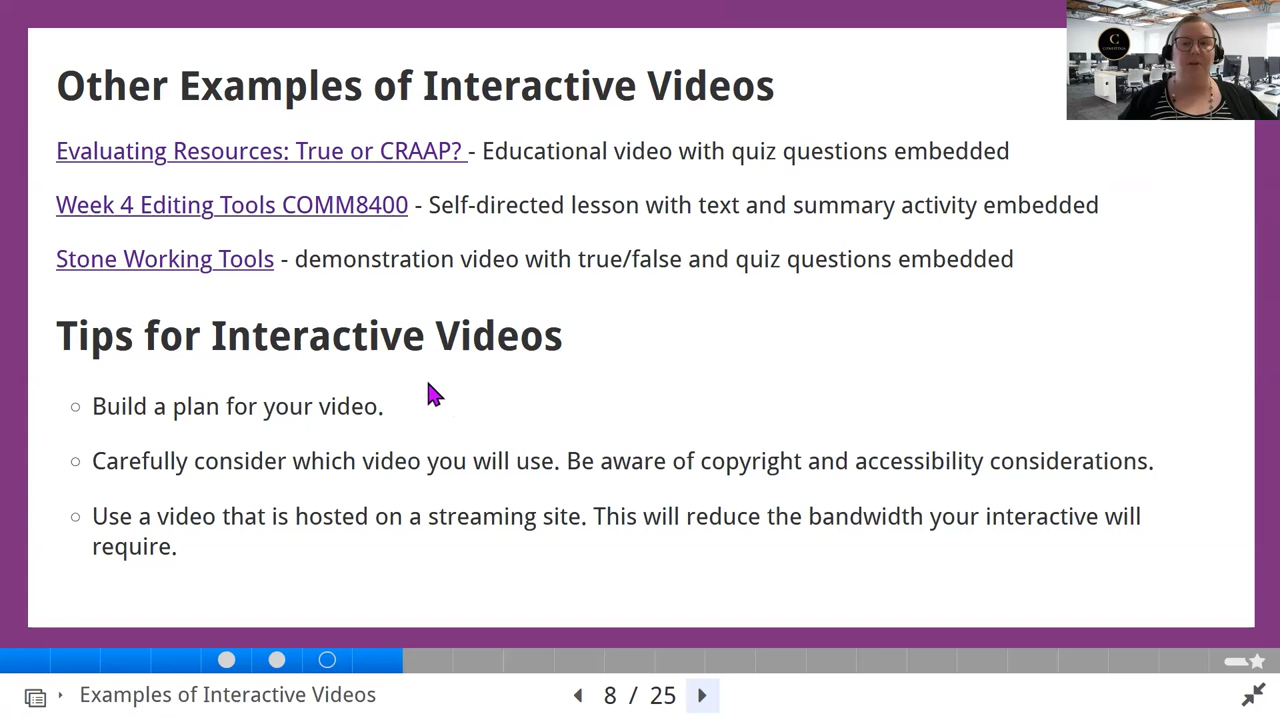 Other Examples of Interactive Videos
Evaluating Resources: True or CRAAP? - Educational video with quiz questions embedded
Week 4 Editing Tools COMM8400 - Self-directed lesson with text and summary activity embedded
Stone Working Tools - demonstration video with true/false and quiz questions embedded
Tips for Interactive Videos
Build a plan for your video.
Carefully consider which video you will use. Be aware of copyright and accessibility considerations.
Use a video that is hosted on a streaming site. This will reduce the bandwidth your interactive will
require.
Examples of Interactive Videos
8 / 25
C